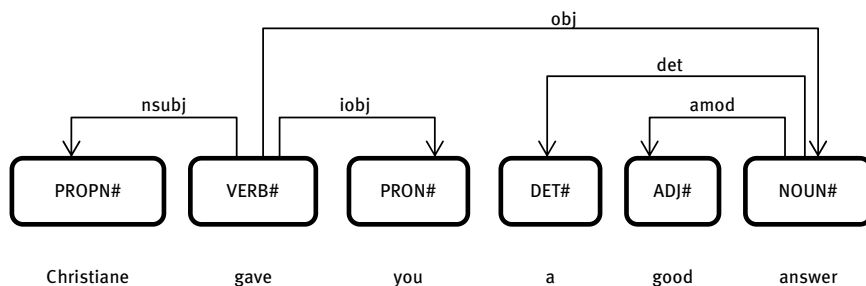 obj
det
nsubj iobj amod
PROPN# VERB# PRON# DET# ADJ# NOUN#
Christiane gave you a good answer